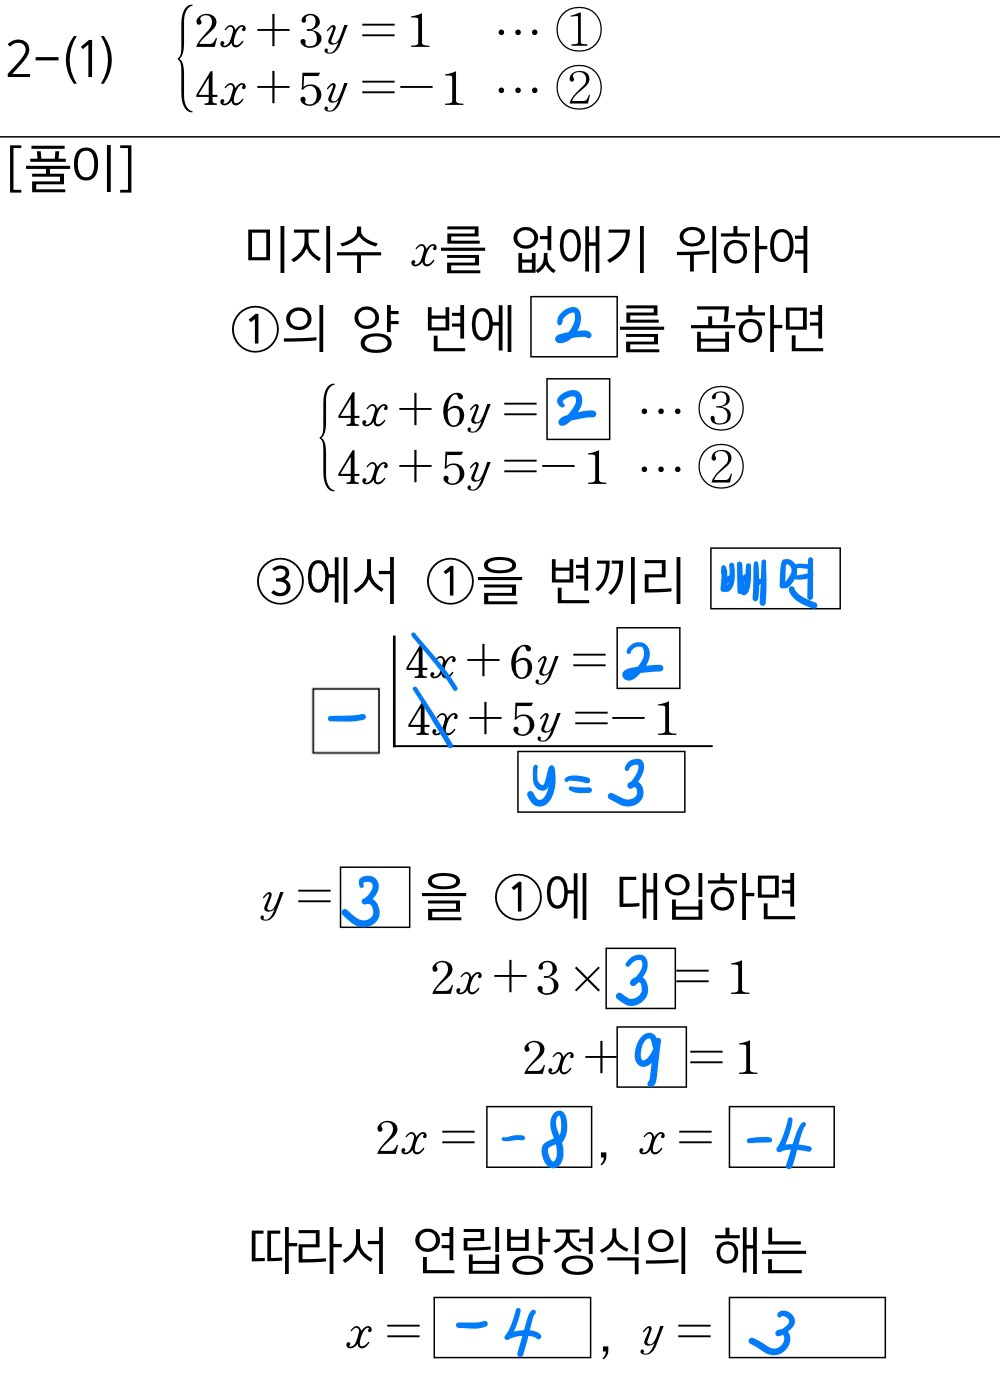 2-(1) 2x+3y=1 ⋯ ①
4x+5y=-1 ⋯ ②
[풀이]
미지수 x를 없애기 위하여
①의 양 변에 2를 곱하면
4x+6y=2 ⋯ ③
4x+5y=-1 ⋯ ②
③에서 ①을 변끼리 빼면
4x+6y=2
- 4x+5y=-1
y=3
y=3을 ①에 대입하면
2x+3×3=1
2x+9=1
2x=-8, x=-4
따라서 연립방정식의 해는
x=-4, y=3